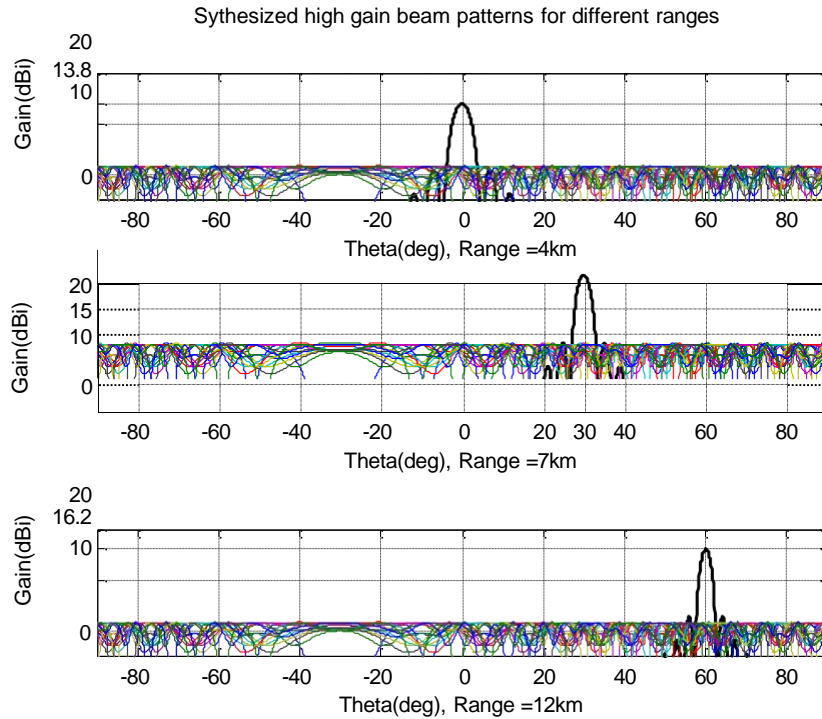 Sythesized high gain beam patterns for different ranges
20
13.8
10
0
Gain(dBi)
-80 -60 -40 -20 0 20 40 60 80
Theta(deg), Range =4km
20
15
10
0
Gain(dBi)
-80 -60 -40 -20 0 20 30 40 60 80
Theta(deg), Range =7km
20
16.2
10
0
Gain(dBi)
-80 -60 -40 -20 0 20 40 60 80
Theta(deg), Range =12km